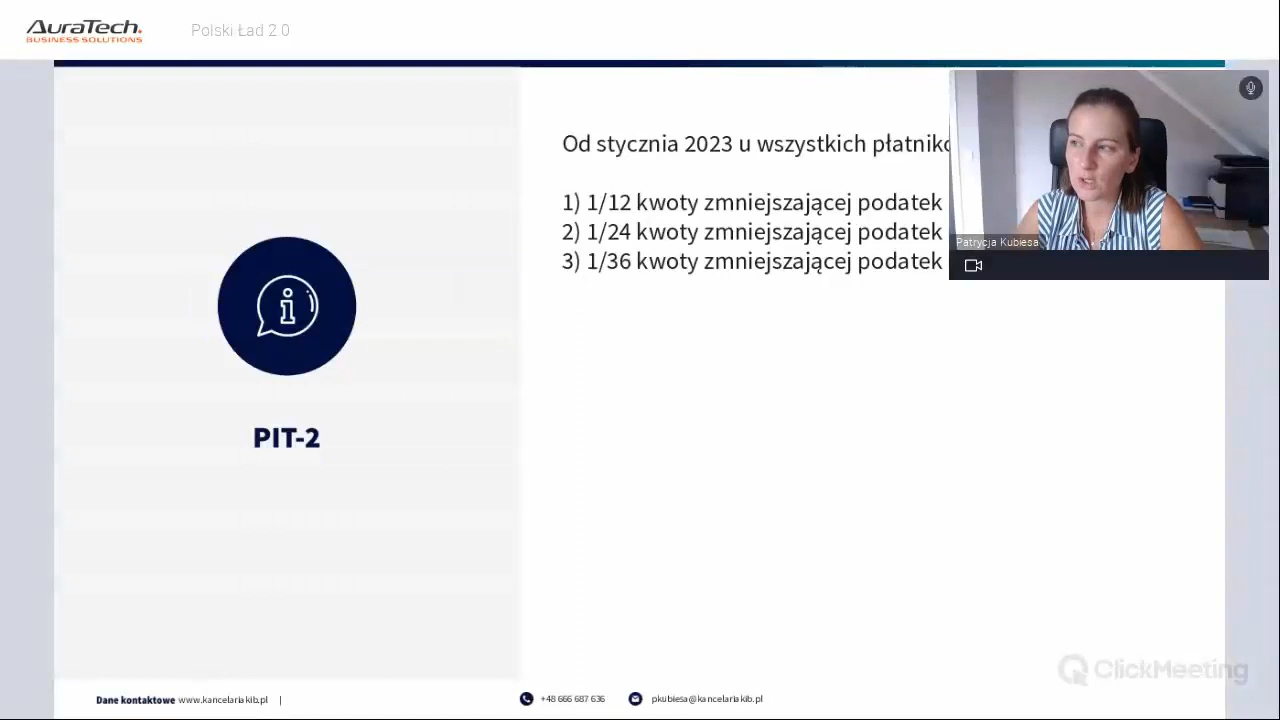 AuraTech.
BUSINESS SOLUTIONS
Polski Ład 2.0
Od stycznia 2023 u wszystkich płatnikó
1) 1/12 kwoty zmniejszającej podatek
2) 1/24 kwoty zmniejszającej podatek
3) 1/36 kwoty zmniejszającej podatek
Patrycja Kubiesa
PIT-2
ClickMeeting
Dane kontaktowe www.kancelariakib.pl |
+48 666 687 636
pkubiesa@kancelariakib.pl